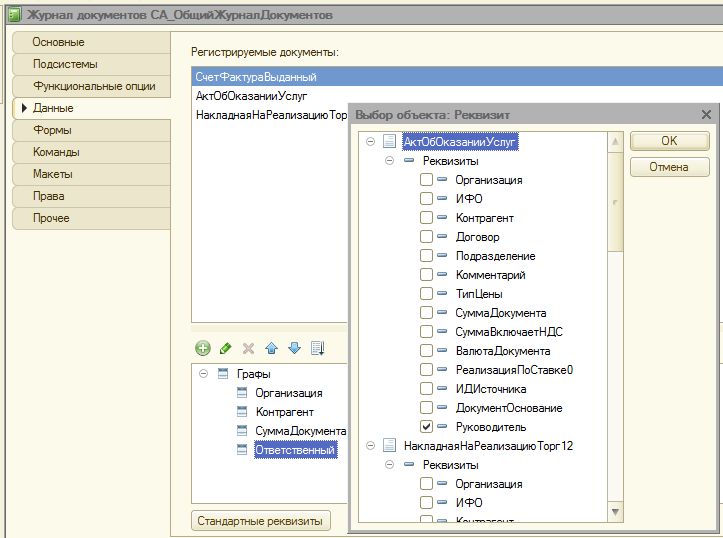 Журнал документов СА_ОбщийЖурналДокументов
Основные
Подсистемы
Функциональные опции
Данные
Формы
Команды
Макеты
Права
Прочее
Регистрируемые документы:
СчетФактураВыданный
АктОбОказанииУслуг
НакладнаяНаРеализациюТор
Графы
Организация
Контрагент
СуммаДокумента
Ответственный
Стандартные реквизиты
Выбор объекта: Реквизит
АктОбОказанииУслуг
Реквизиты
Организация
ИФО
Контрагент
Договор
Подразделение
Комментарий
ТипЦены
СуммаДокумента
СуммаВключаетНДС
ВалютаДокумента
РеализацияПоСтавке0
ИДИсточника
ДокументОснование
Руководитель
НакладнаяНаРеализациюТорг12
Реквизиты
Организация
ИФО
Контрагент
OK
Отмена